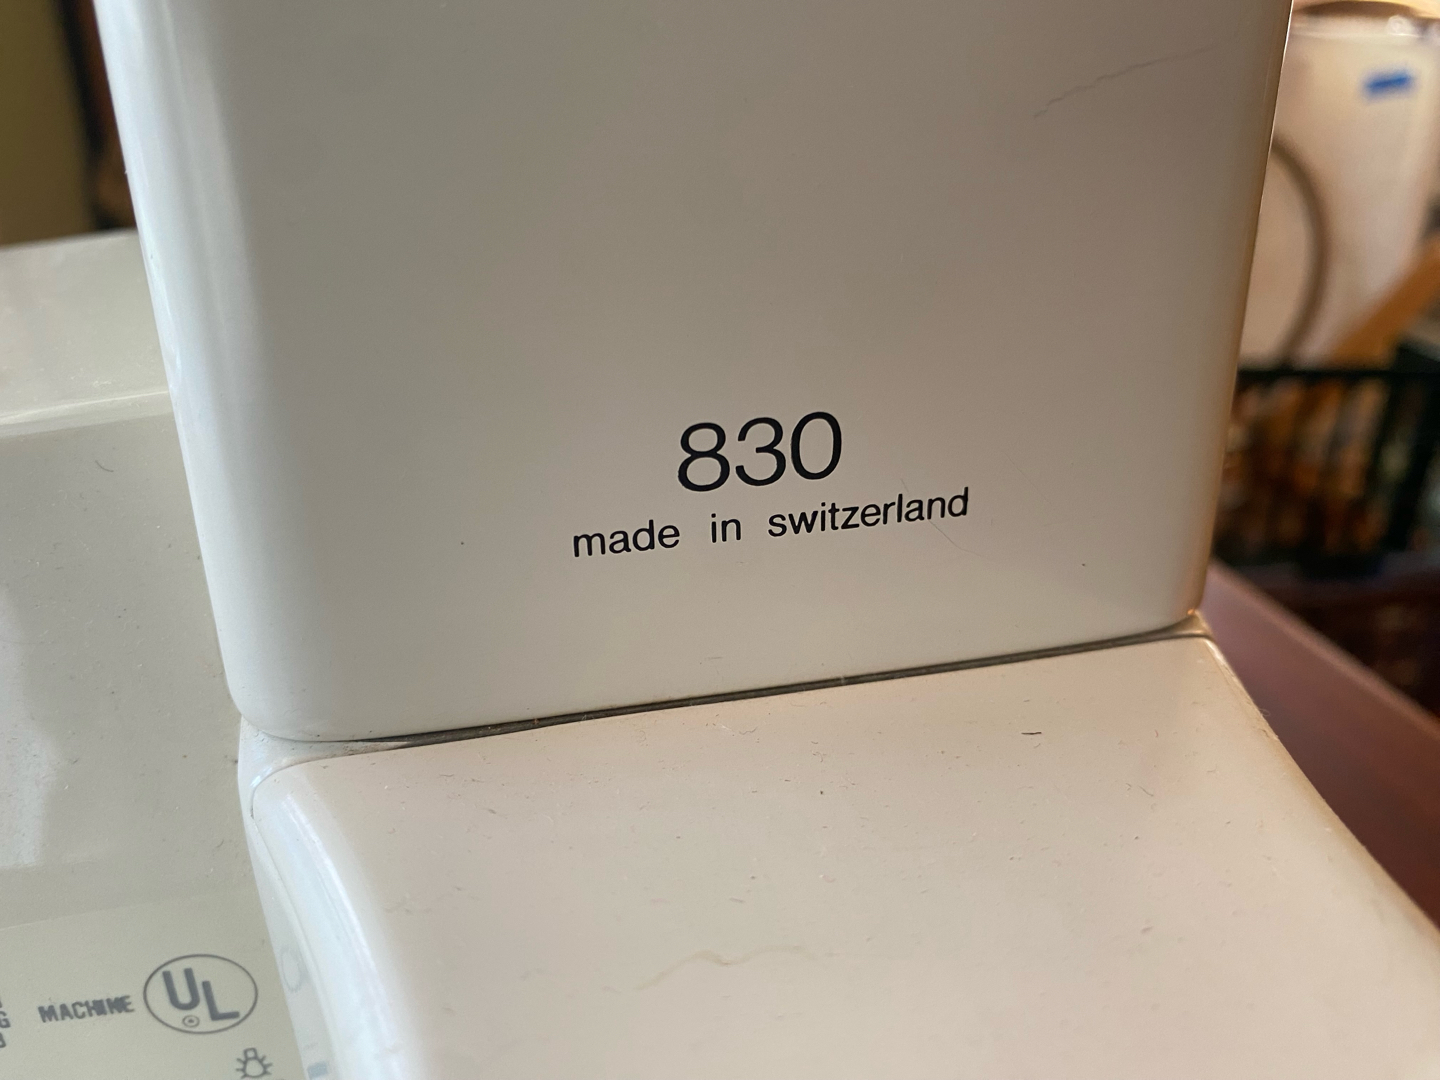 830
made in switzerland
MACHINE
UL